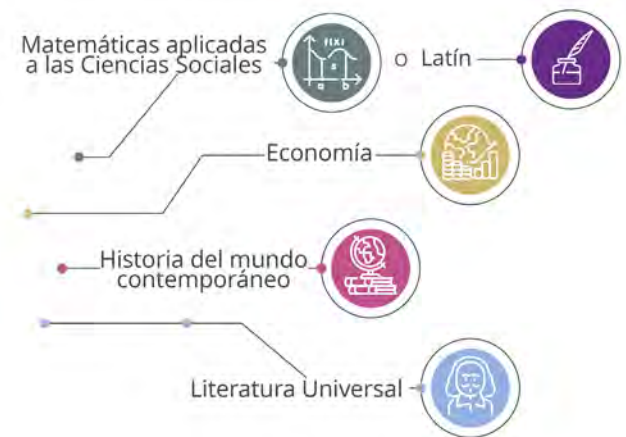 Matemáticas aplicadas
a las Ciencias Sociales
o Latín
f(x)
a b
Economía
Historia del mundo
contemporáneo
Literatura Universal